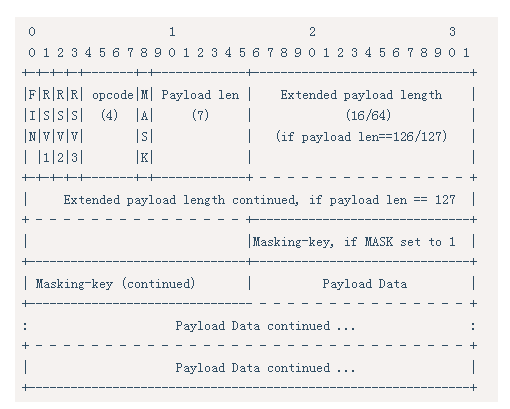 0                   1                   2                   3
0 1 2 3 4 5 6 7 8 9 0 1 2 3 4 5 6 7 8 9 0 1 2 3 4 5 6 7 8 9 0 1
+-+-+-+-+-------+-+-------------+-------------------------------+
|F|R|R|R| opcode|M| Payload len |    Extended payload length    |
|I|S|S|S|  (4)  |A|     (7)     |             (16/64)           |
|N|V|V|V|       |S|             |   (if payload len==126/127)   |
| |1|2|3|       |K|             |                               |
+-+-+-+-+-------+-+-------------+ - - - - - - - - - - - - - - - +
|     Extended payload length continued, if payload len == 127  |
+ - - - - - - - - - - - - - - - +-------------------------------+
|                               |Masking-key, if MASK set to 1  |
+-------------------------------+-------------------------------+
| Masking-key (continued)       |          Payload Data         |
+-------------------------------- - - - - - - - - - - - - - - - +
:                     Payload Data continued ...                :
+ - - - - - - - - - - - - - - - - - - - - - - - - - - - - - - - +
|                     Payload Data continued ...                |
+---------------------------------------------------------------+